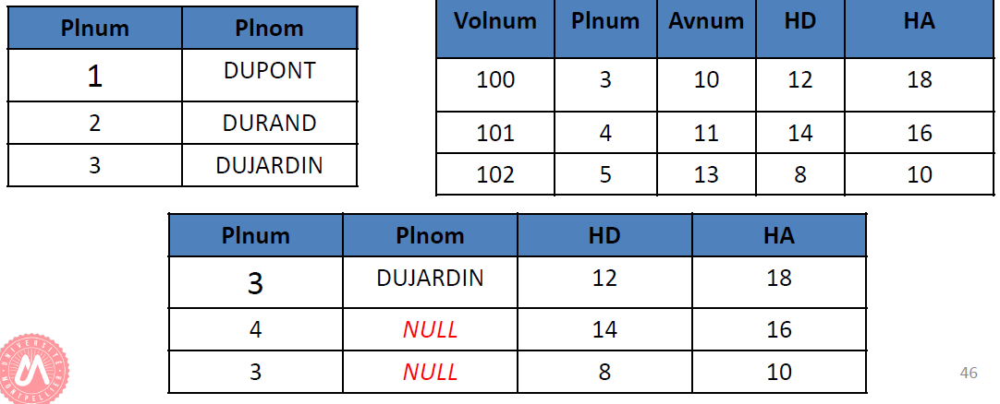 Plnum Plnom
1 DUPONT
2 DURAND
3 DUJARDIN
Volnum Plnum Avnum HD HA
100 3 10 12 18
101 4 11 14 16
102 5 13 8 10
Plnum Plnom HD HA
3 DUJARDIN 12 18
4 NULL 14 16
3 NULL 8 10
UNIVERSITÉ
MONTPELLIER
46